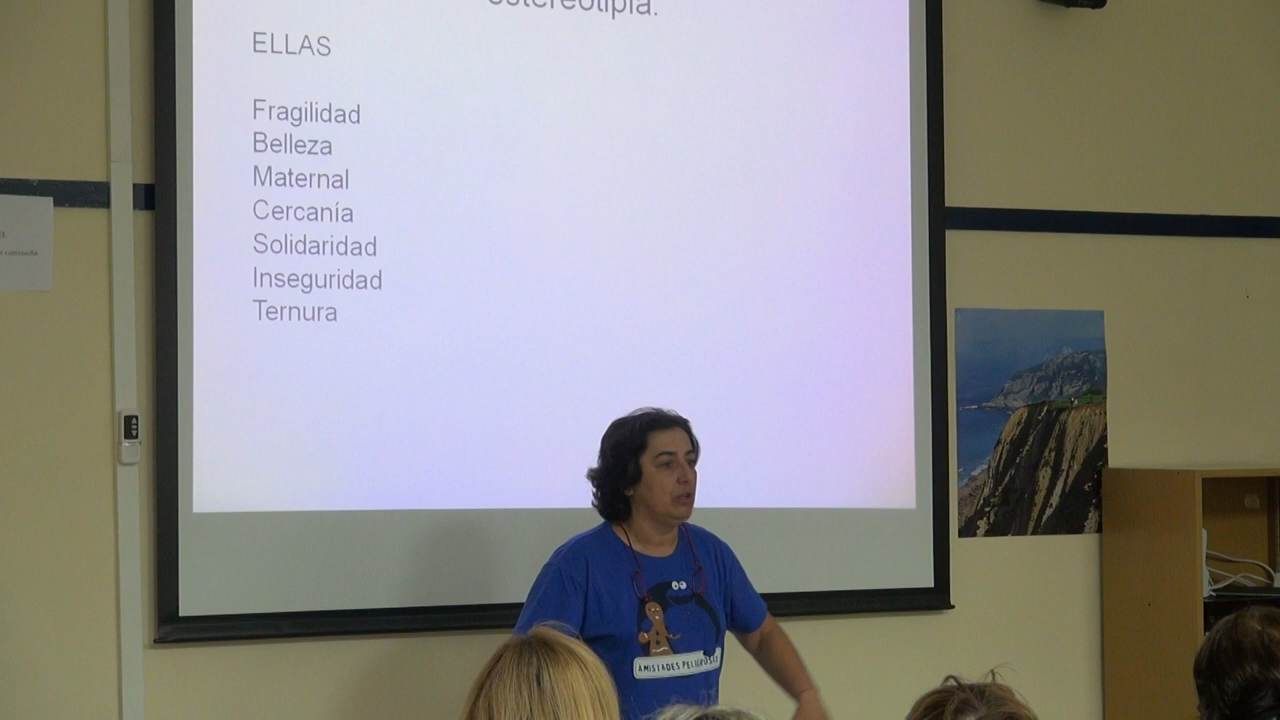 estereotipia.
ELLAS
Fragilidad
Belleza
Maternal
Cercanía
Solidaridad
Inseguridad
Ternura
AMISTADES PELIGROSAS